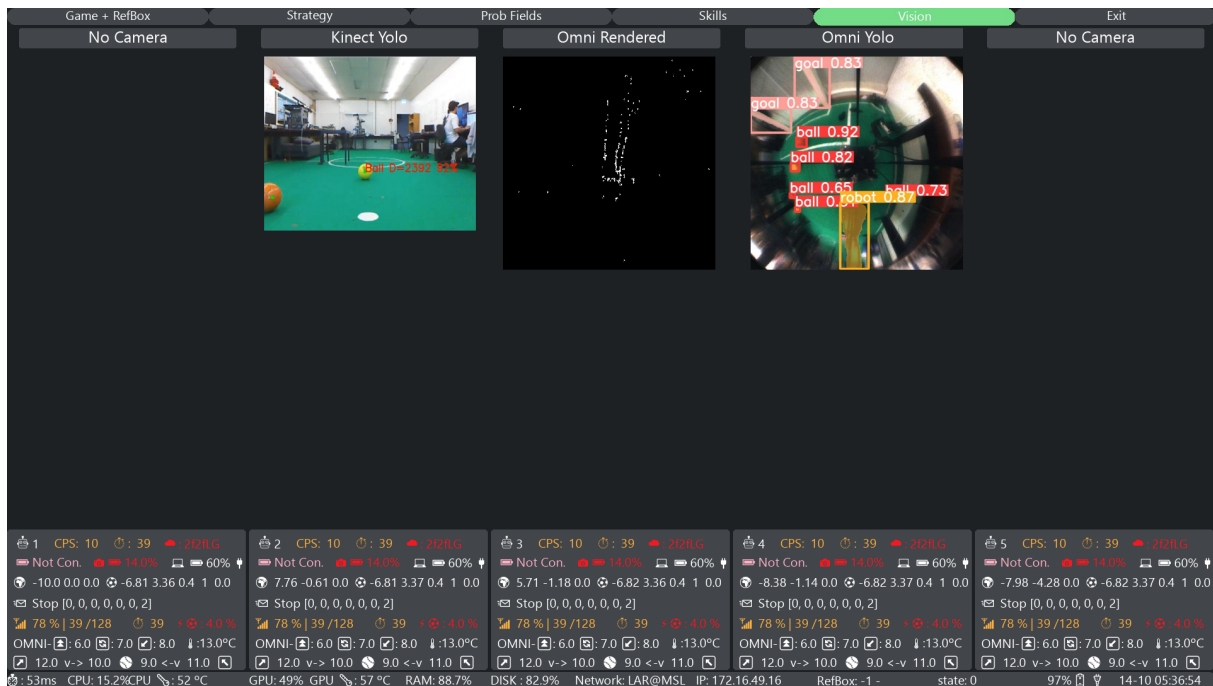 Game + RefBox Strategy Prob Fields Skills Vision Exit
No Camera Kinect Yolo Omni Rendered Omni Yolo No Camera
goal 0.83
goal 0.83
ball 0.92
ball 0.82
Ball D=2392 93%
ball 0.65 ball 0.73
ball 0. robot 0.87
1 CPS: 10 : 39 : 2f2fLG
Not Con. 14.0% 60%
-10.0 0.0 0.0 -6.81 3.36 0.4 1 0.0
Stop [0, 0, 0, 0, 0, 0, 2]
78 % | 39 /128 39 : 4.0 %
OMNI- : 6.0 : 7.0 : 8.0 :13.0ºC
12.0 v-> 10.0 9.0 <-v 11.0
2 CPS: 10 : 39 : 2f2fLG
Not Con. 14.0% 60%
7.76 -0.61 0.0 -6.81 3.37 0.4 1 0.0
Stop [0, 0, 0, 0, 0, 0, 2]
78 % | 39 /128 39 : 4.0 %
OMNI- : 6.0 : 7.0 : 8.0 :13.0ºC
12.0 v-> 10.0 9.0 <-v 11.0
3 CPS: 10 : 39 : 2f2fLG
Not Con. 14.0% 60%
5.71 -1.18 0.0 -6.82 3.36 0.4 1 0.0
Stop [0, 0, 0, 0, 0, 0, 2]
78 % | 39 /128 39 : 4.0 %
OMNI- : 6.0 : 7.0 : 8.0 :13.0ºC
12.0 v-> 10.0 9.0 <-v 11.0
4 CPS: 10 : 39 : 2f2fLG
Not Con. 14.0% 60%
-8.38 -1.14 0.0 -6.82 3.37 0.4 1 0.0
Stop [0, 0, 0, 0, 0, 0, 2]
78 % | 39 /128 39 : 4.0 %
OMNI- : 6.0 : 7.0 : 8.0 :13.0ºC
12.0 v-> 10.0 9.0 <-v 11.0
5 CPS: 10 : 39 : 2f2fLG
Not Con. 14.0% 60%
-7.98 -4.28 0.0 -6.82 3.37 0.4 1 0.0
Stop [0, 0, 0, 0, 0, 0, 2]
78 % | 39 /128 39 : 4.0 %
OMNI- : 6.0 : 7.0 : 8.0 :13.0ºC
12.0 v-> 10.0 9.0 <-v 11.0
: 53ms CPU: 15.2%CPU : 52 ºC GPU: 49% GPU : 57 ºC RAM: 88.7% DISK : 82.9% Network: LAR@MSL IP: 172.16.49.16 RefBox: -1 - state: 0 97% 14-10 05:36:54